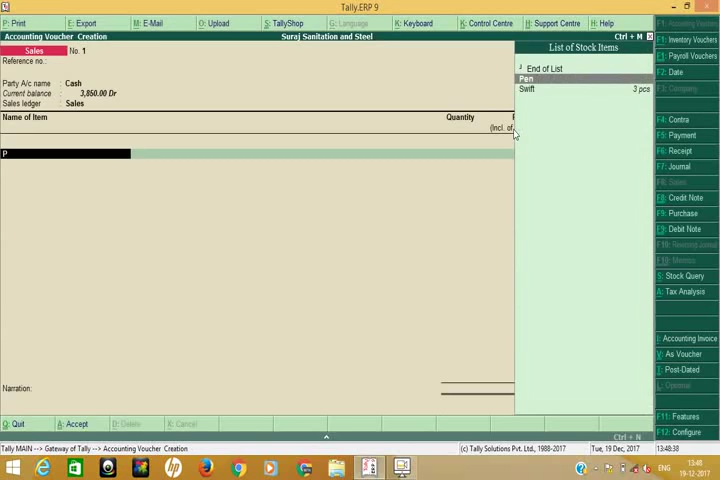 Tally.ERP 9
P: Print
E: Export
M: E-Mail
O: Upload
S: TallyShop
G: Language
K: Keyboard
K: Control Centre
H: Support Centre
H: Help
Accounting Voucher Creation
Suraj Sanitation and Steel
Ctrl + M
Sales
No. 1
Reference no.:
Party A/c name : Cash
Current balance : 3,850.00 Dr
Sales ledger : Sales
Name of Item
Quantity
(Incl. of
P
List of Stock Items
End of List
Pen
Swift 3 pcs
Narration:
F1: Accounting Vouchers
F1: Inventory Vouchers
F1: Payroll Vouchers
F2: Date
F3: Company
F4: Contra
F5: Payment
F6: Receipt
F7: Journal
F8: Sales
F8: Credit Note
F9: Purchase
F9: Debit Note
F10: Reversing Journal
F10: Memos
S: Stock Query
A: Tax Analysis
I: Accounting Invoice
V: As Voucher
T: Post-Dated
L: Optional
F11: Features
F12: Configure
Q: Quit
A: Accept
D: Delete
X: Cancel
Ctrl + N
Tally MAIN --> Gateway of Tally --> Accounting Voucher Creation
(c) Tally Solutions Pvt. Ltd., 1988-2017
Tue, 19 Dec, 2017
13:48:38
ENG
13:48
19-12-2017